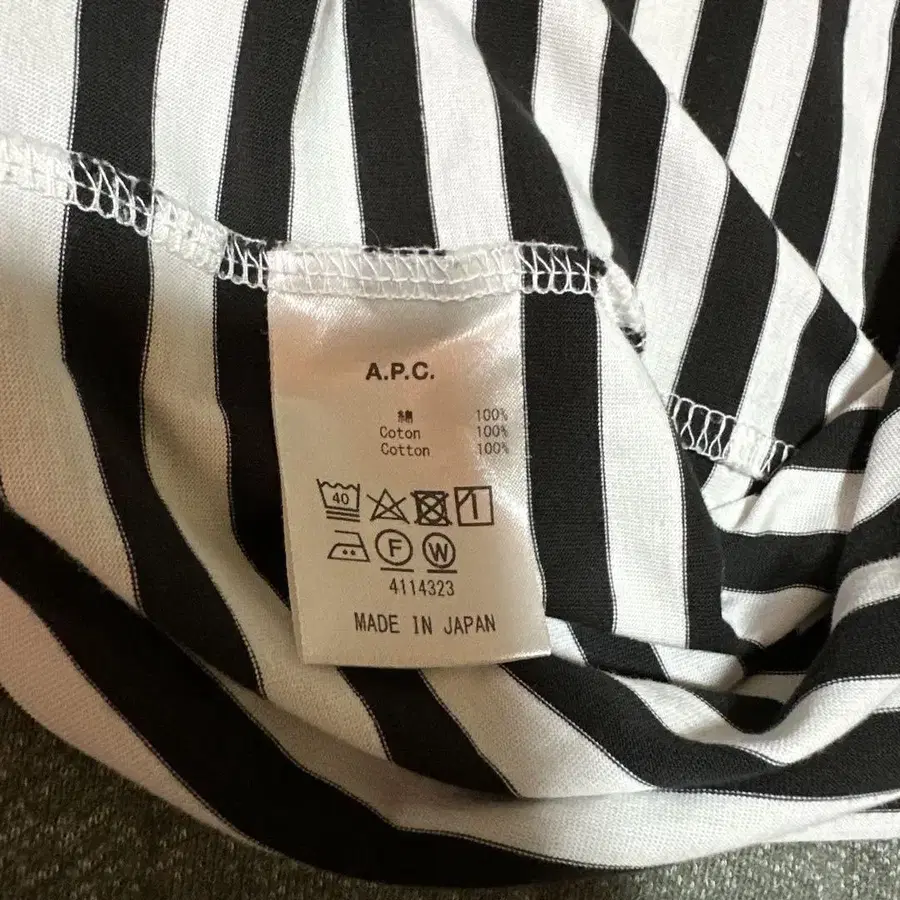 A.P.C.
綿 100%
Coton 100%
Cotton 100%
40
F W
4114323
MADE IN JAPAN